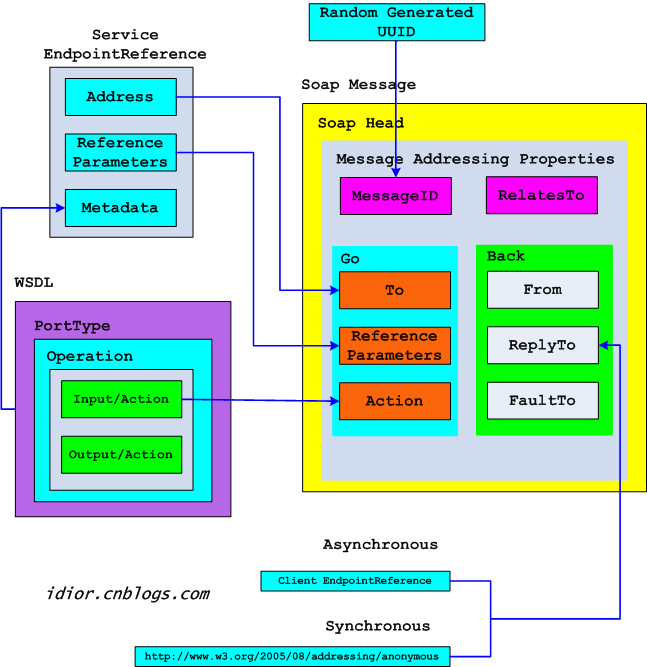 Random Generated
UUID
Service
EndpointReference
Address
Reference
Parameters
Metadata
Soap Message
Soap Head
Message Addressing Properties
MessageID
RelatesTo
Go
To
Reference
Parameters
Action
Back
From
ReplyTo
FaultTo
WSDL
PortType
Operation
Input/Action
Output/Action
Asynchronous
Client EndpointReference
idior.cnblogs.com
Synchronous
http://www.w3.org/2005/08/addressing/anonymous